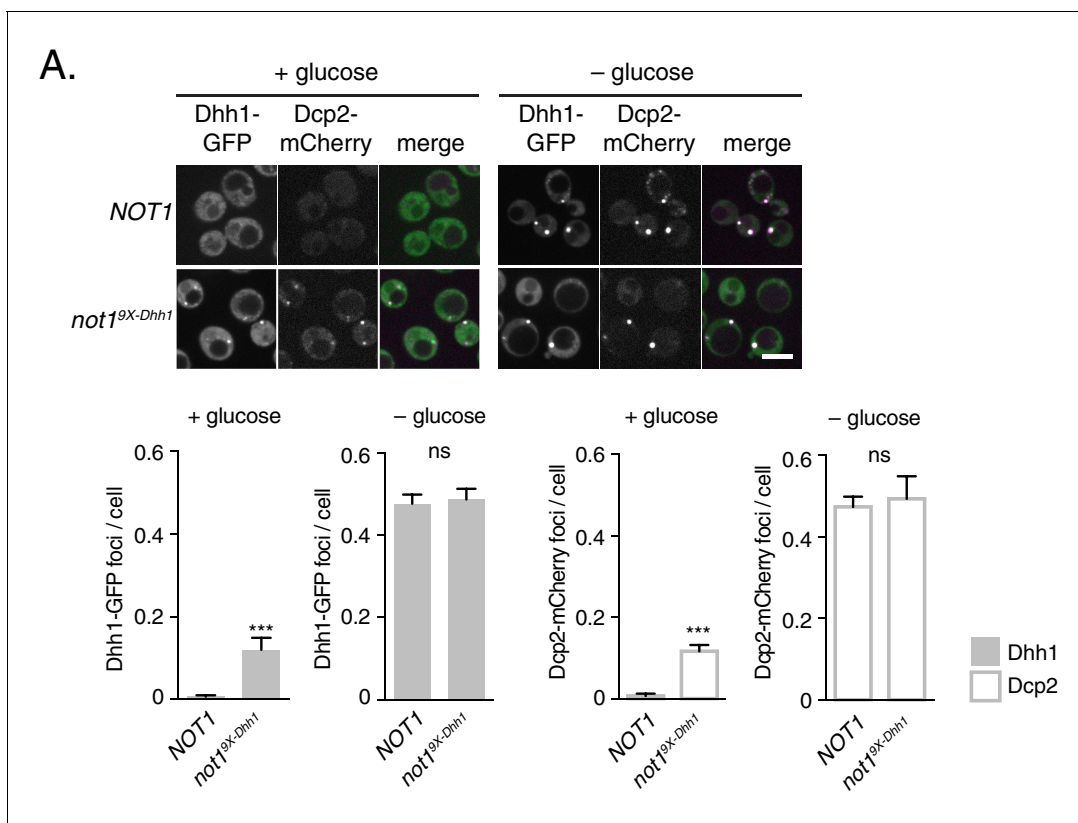 A.
+ glucose
– glucose
Dhh1-
GFP
Dcp2-
mCherry
merge
Dhh1-
GFP
Dcp2-
mCherry
merge
NOT1
not1^9X-Dhh1
+ glucose
– glucose
+ glucose
– glucose
Dhh1-GFP foci / cell
0.6
0.4
0.2
0
***
NOT1
not1^9X-Dhh1
Dhh1-GFP foci / cell
0.6
0.4
0.2
0
ns
NOT1
not1^9X-Dhh1
Dcp2-mCherry foci / cell
0.6
0.4
0.2
0
***
NOT1
not1^9X-Dhh1
Dcp2-mCherry foci / cell
0.6
0.4
0.2
0
ns
NOT1
not1^9X-Dhh1
Dhh1
Dcp2